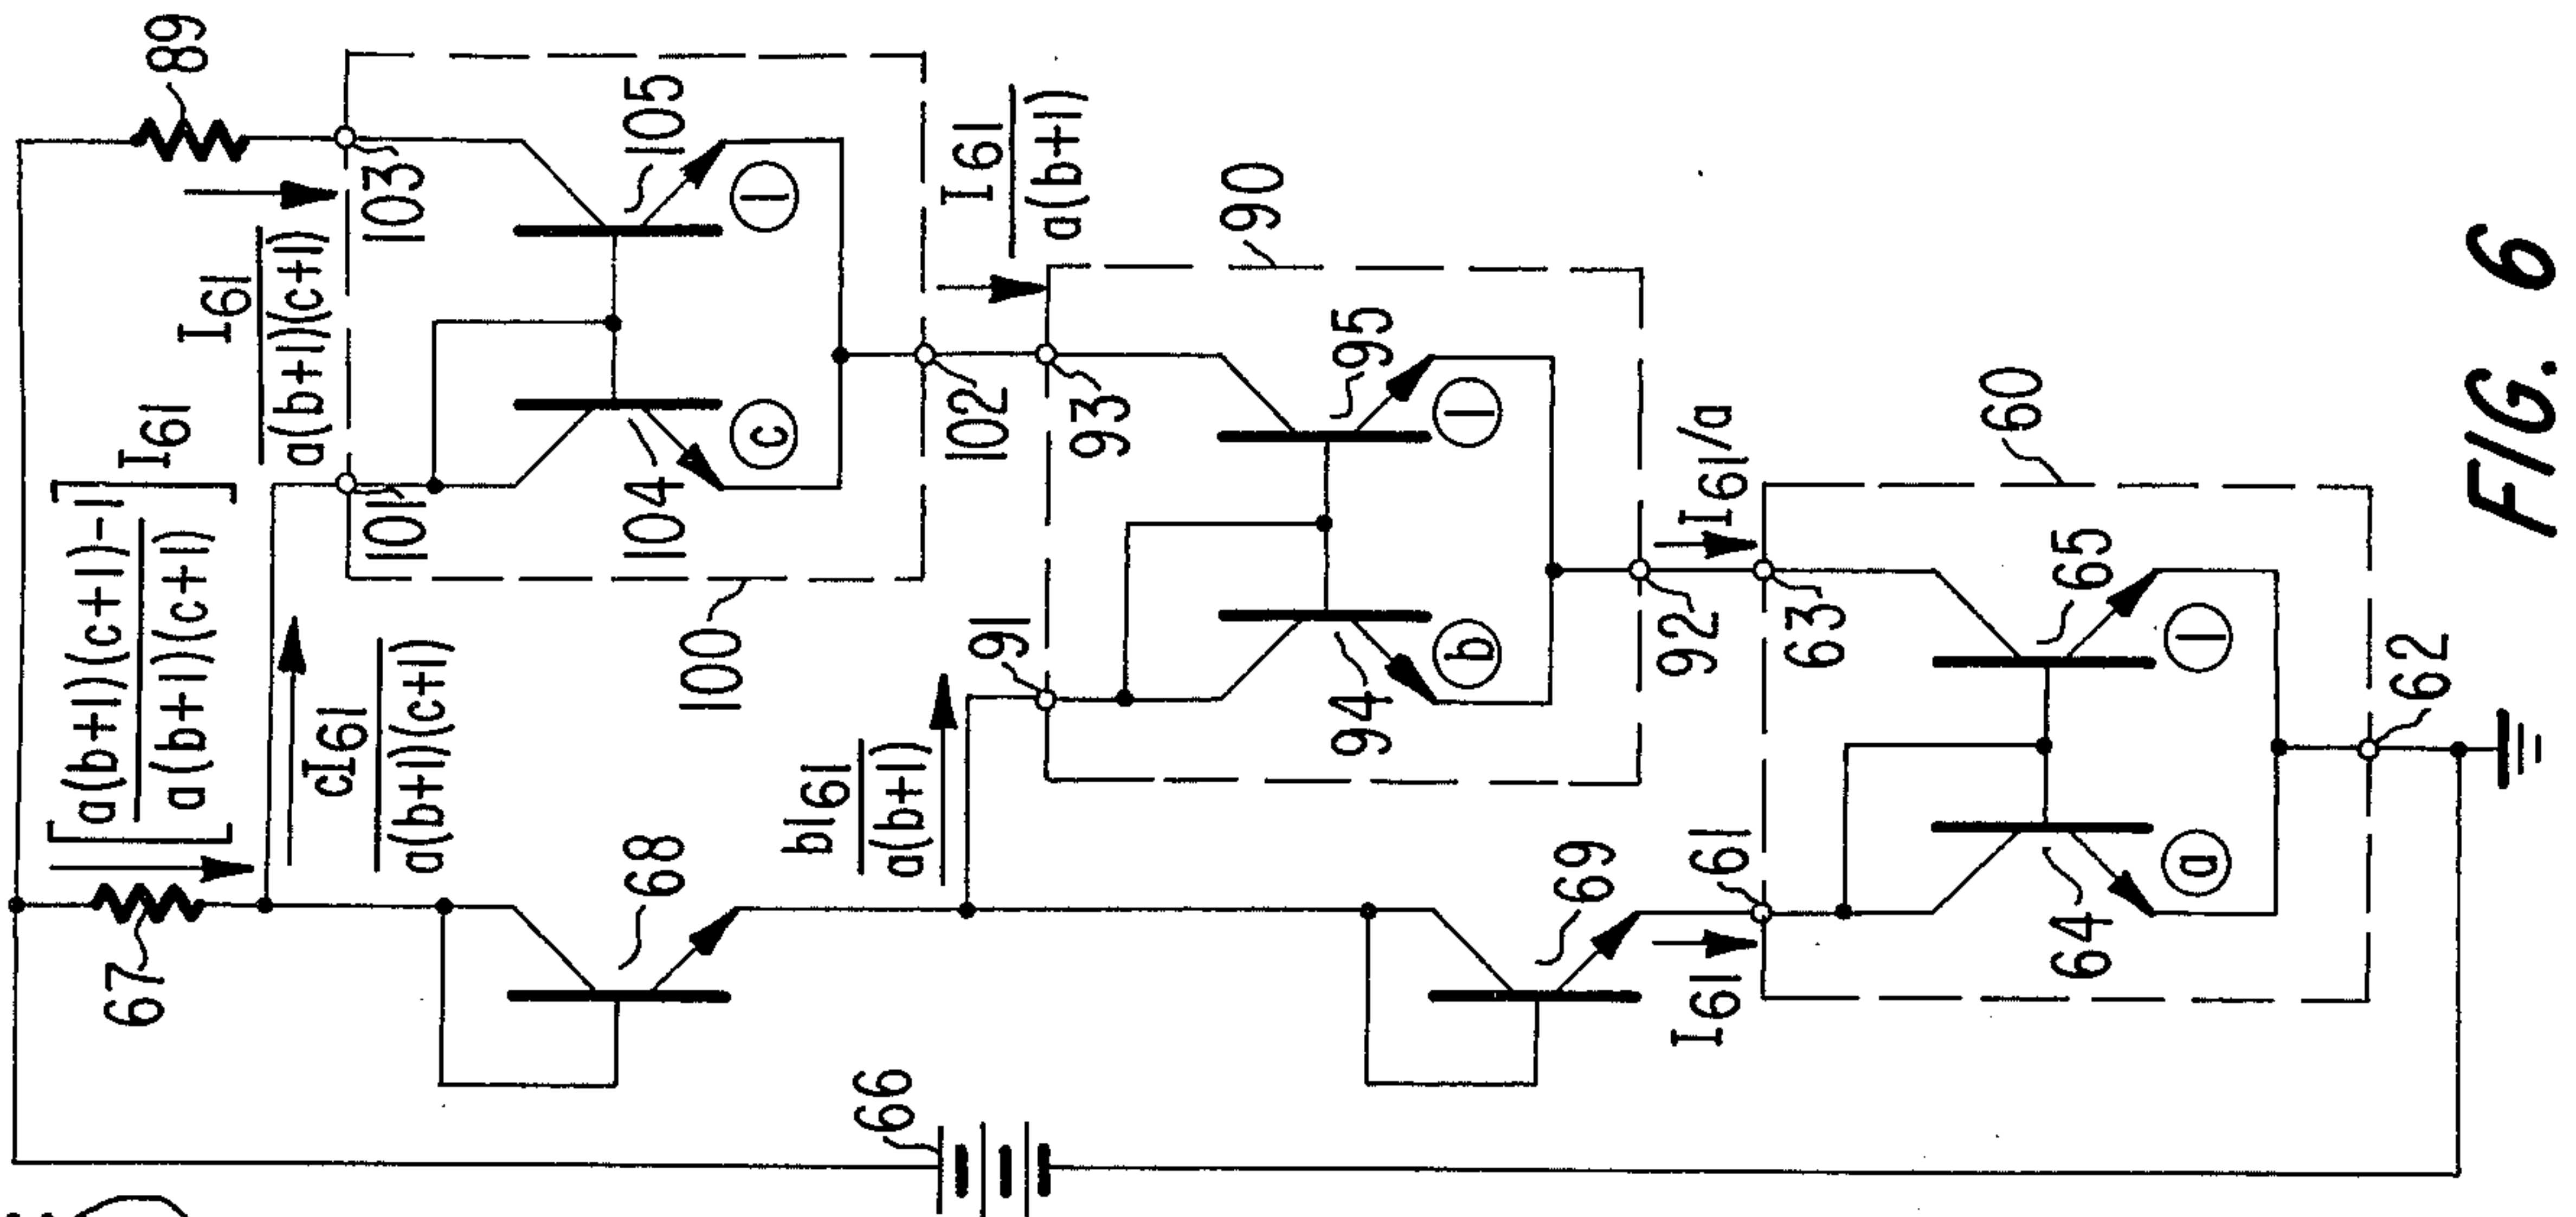 89
67
[a(b+1)(c+1)-1] I61
a(b+1)(c+1)
I61
a(b+1)(c+1)
cI61
a(b+1)(c+1)
101
103
104
105
c
1
100
102
68
I61
a(b+1)
bI61
a(b+1)
91
93
90
94
95
b
1
92
66
69
I61/a
I61
61
63
60
64
65
a
1
62
FIG. 6